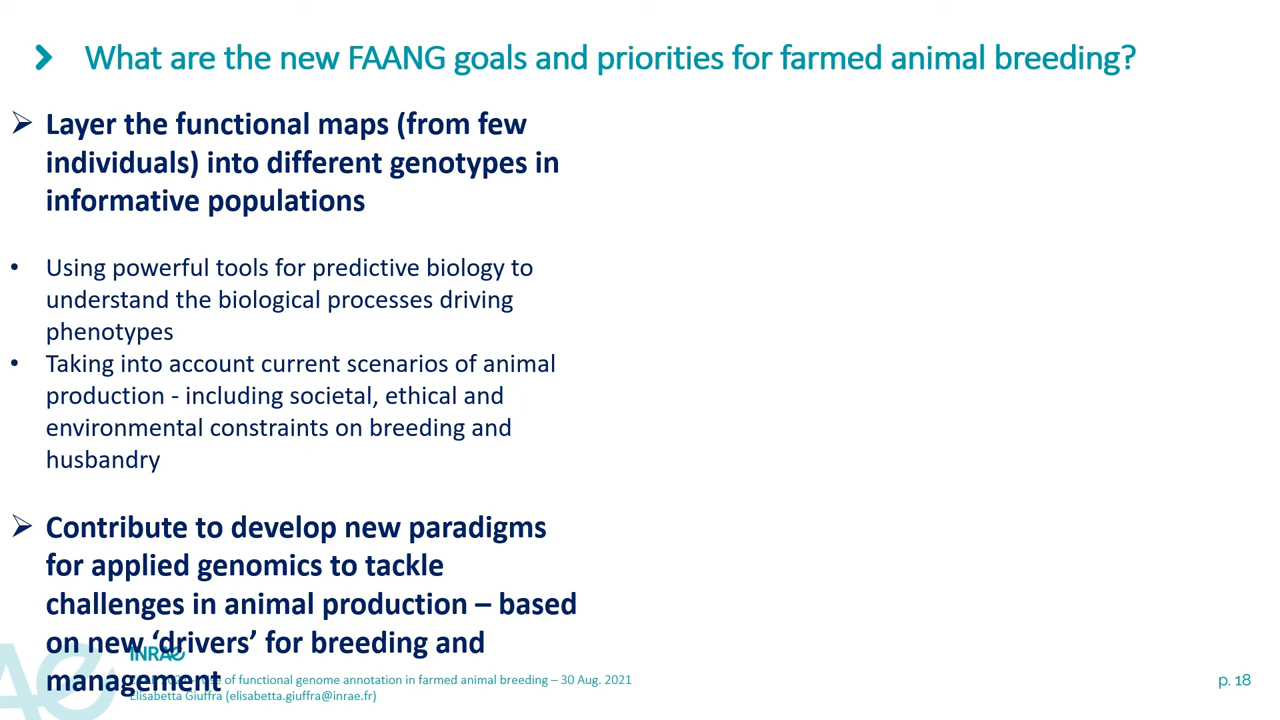 What are the new FAANG goals and priorities for farmed animal breeding?
➢ Layer the functional maps (from few
individuals) into different genotypes in
informative populations
• Using powerful tools for predictive biology to
understand the biological processes driving
phenotypes
• Taking into account current scenarios of animal
production - including societal, ethical and
environmental constraints on breeding and
husbandry
➢ Contribute to develop new paradigms
for applied genomics to tackle
challenges in animal production – based
on new ‘drivers’ for breeding and
management
INRAE
of functional genome annotation in farmed animal breeding – 30 Aug. 2021
Elisabetta Giuffra (elisabetta.giuffra@inrae.fr)
p. 18